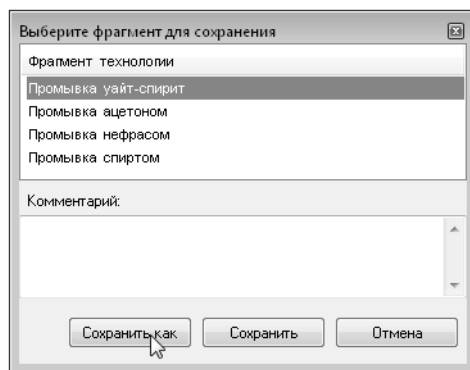 Выберите фрагмент для сохранения
Фрагмент технологии
Промывка уайт-спирит
Промывка ацетоном
Промывка нефрасом
Промывка спиртом
Комментарий:
Сохранить как Сохранить Отмена